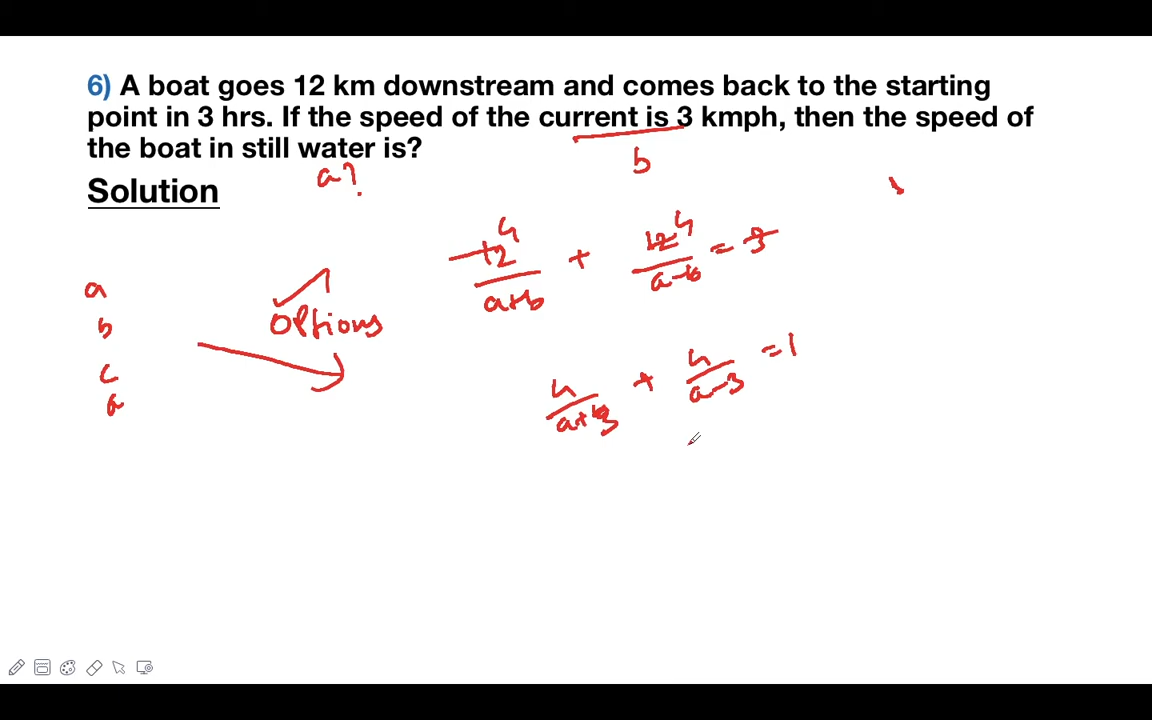 6) A boat goes 12 km downstream and comes back to the starting
point in 3 hrs. If the speed of the current is 3 kmph, then the speed of
the boat in still water is?
a?
b
Solution
12 4 / a+b + 12 4 / a-b = 3
a
b
c
Options
4 / a+3 + 4 / a-3 = 1